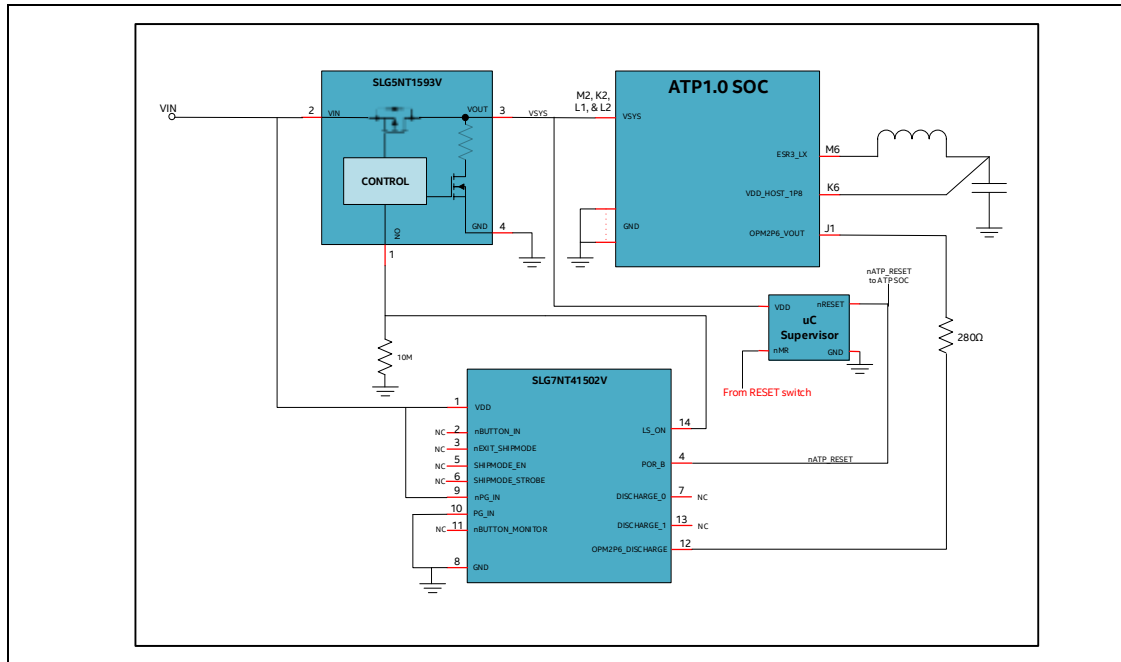 SLG5NT1593V
VIN
2
VIN
VOUT
3
VSYS
CONTROL
ON
GND
4
1
10M
ATP1.0 SOC
M2, K2,
L1, & L2
VSYS
ESR3_LX
M6
VDD_HOST_1P8
K6
GND
OPM2P6_VOUT
J1
nATP_RESET
to ATP SOC
VDD
nRESET
uC
Supervisor
nMR
GND
From RESET switch
280Ω
SLG7NT41502V
1
VDD
NC
2
nBUTTON_IN
NC
3
nEXIT_SHIPMODE
NC
5
SHIPMODE_EN
NC
6
SHIPMODE_STROBE
9
nPG_IN
10
PG_IN
NC
11
nBUTTON_MONITOR
8
GND
LS_ON
14
POR_B
4
nATP_RESET
DISCHARGE_0
7
NC
DISCHARGE_1
13
NC
OPM2P6_DISCHARGE
12